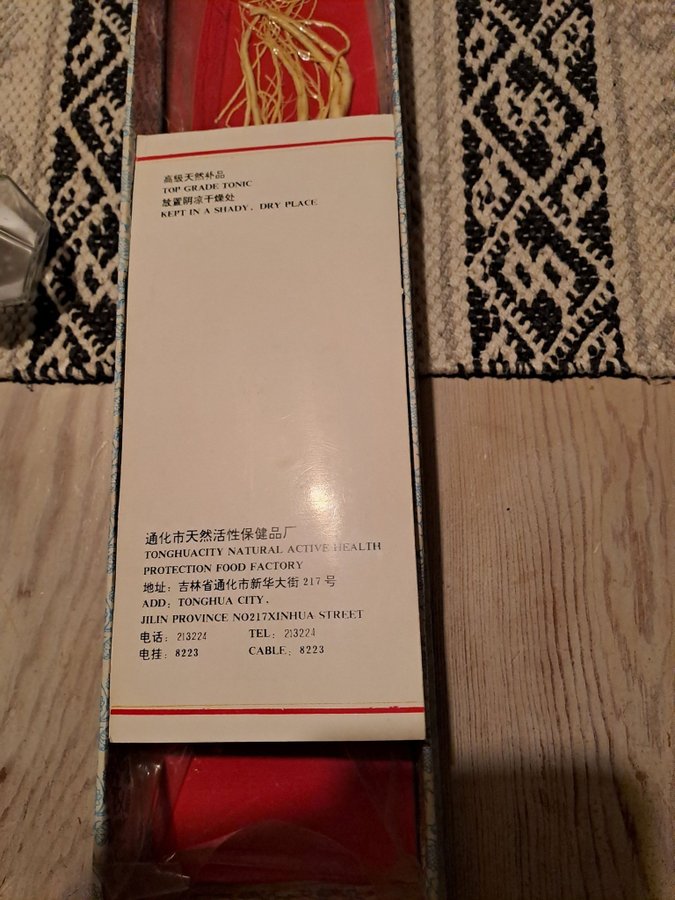 高级天然补品
TOP GRADE TONIC
放置阴凉干燥处
KEPT IN A SHADY, DRY PLACE
通化市天然活性保健品厂
TONGHUACITY NATURAL ACTIVE HEALTH
PROTECTION FOOD FACTORY
地址：吉林省通化市新华大街 217 号
ADD：TONGHUA CITY，
JILIN PROVINCE NO217XINHUA STREET
电话：213224 TEL：213224
电挂：8223 CABLE：8223